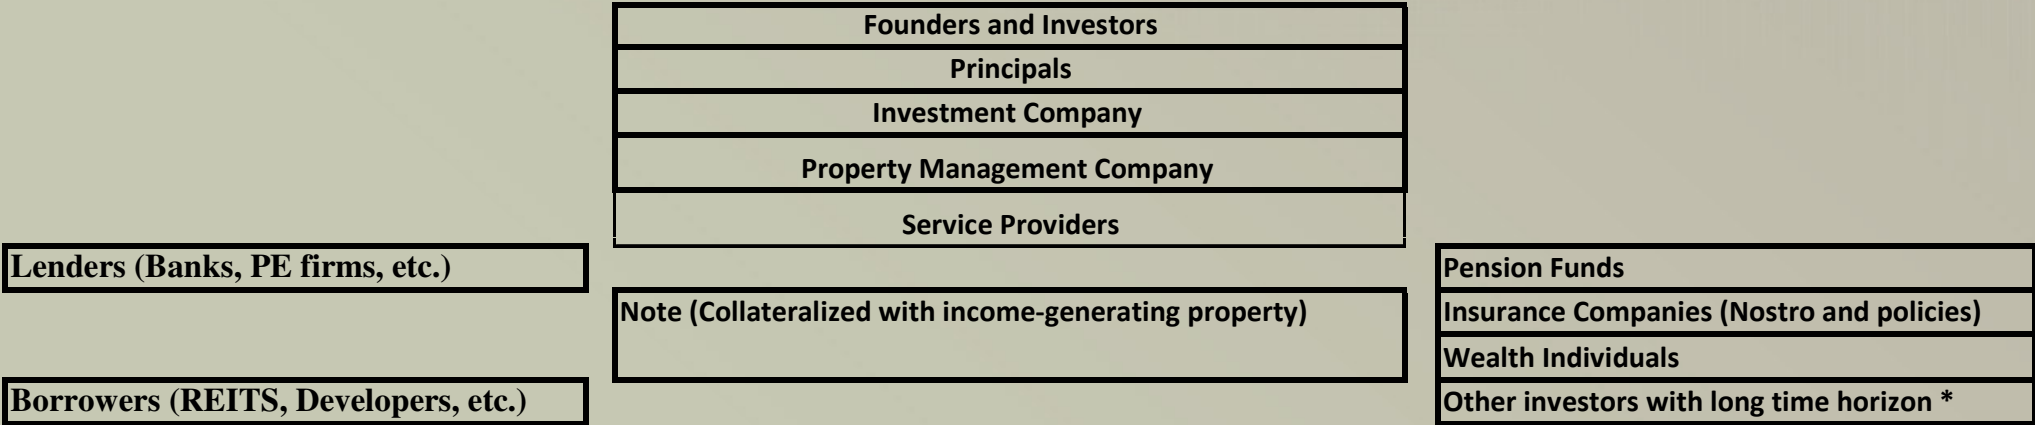 Founders and Investors
Principals
Investment Company
Property Management Company
Service Providers
Lenders (Banks, PE firms, etc.)
Note (Collateralized with income-generating property)
Borrowers (REITS, Developers, etc.)
Pension Funds
Insurance Companies (Nostro and policies)
Wealth Individuals
Other investors with long time horizon *